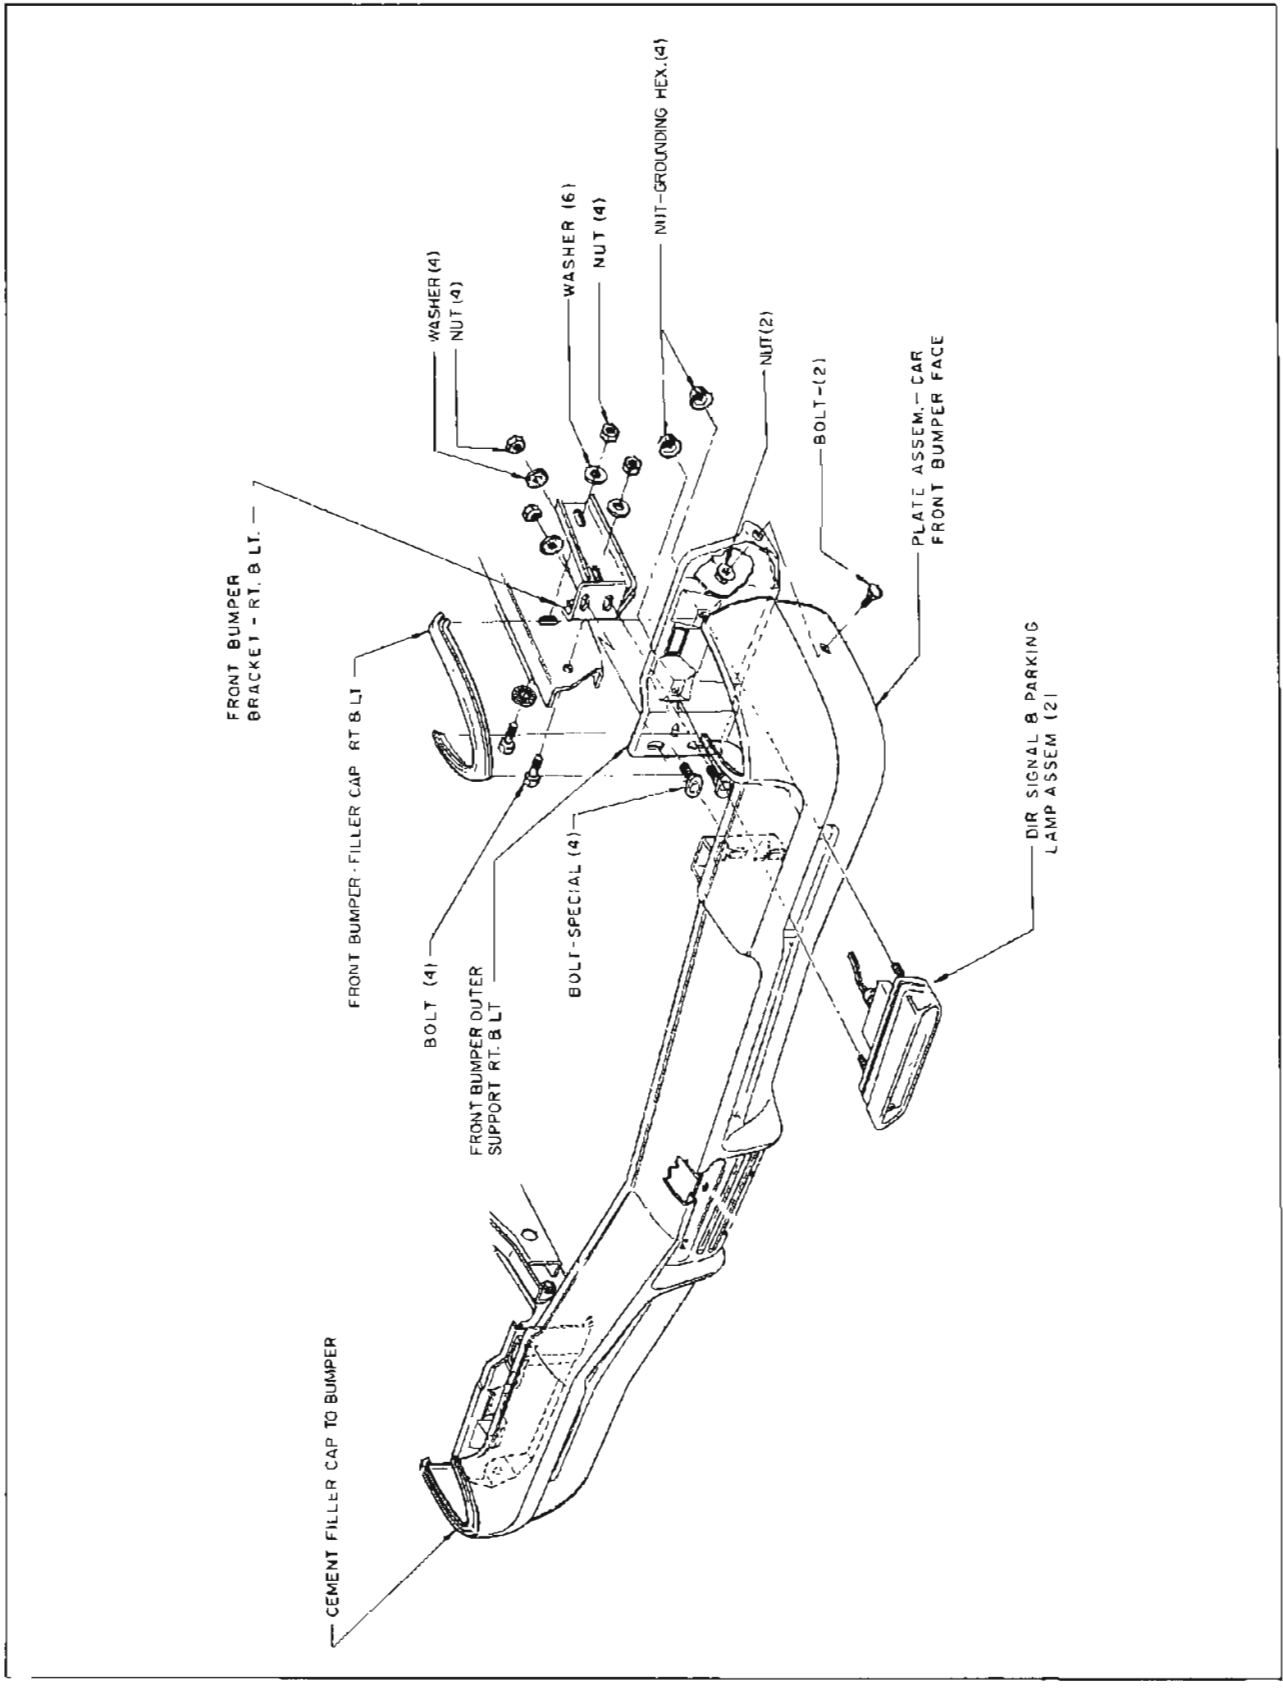 FRONT BUMPER
BRACKET - RT. & LT.
FRONT BUMPER - FILLER CAP RT & LT
WASHER (4)
NUT (4)
WASHER (6)
NUT (4)
NUT-GROUNDING HEX. (4)
NUT (2)
BOLT-(2)
PLATE ASSEM.- CAR
FRONT BUMPER FACE
DIR SIGNAL & PARKING
LAMP ASSEM (2)
BOLT (4)
FRONT BUMPER OUTER
SUPPORT RT. & LT
BOLT-SPECIAL (4)
CEMENT FILLER CAP TO BUMPER